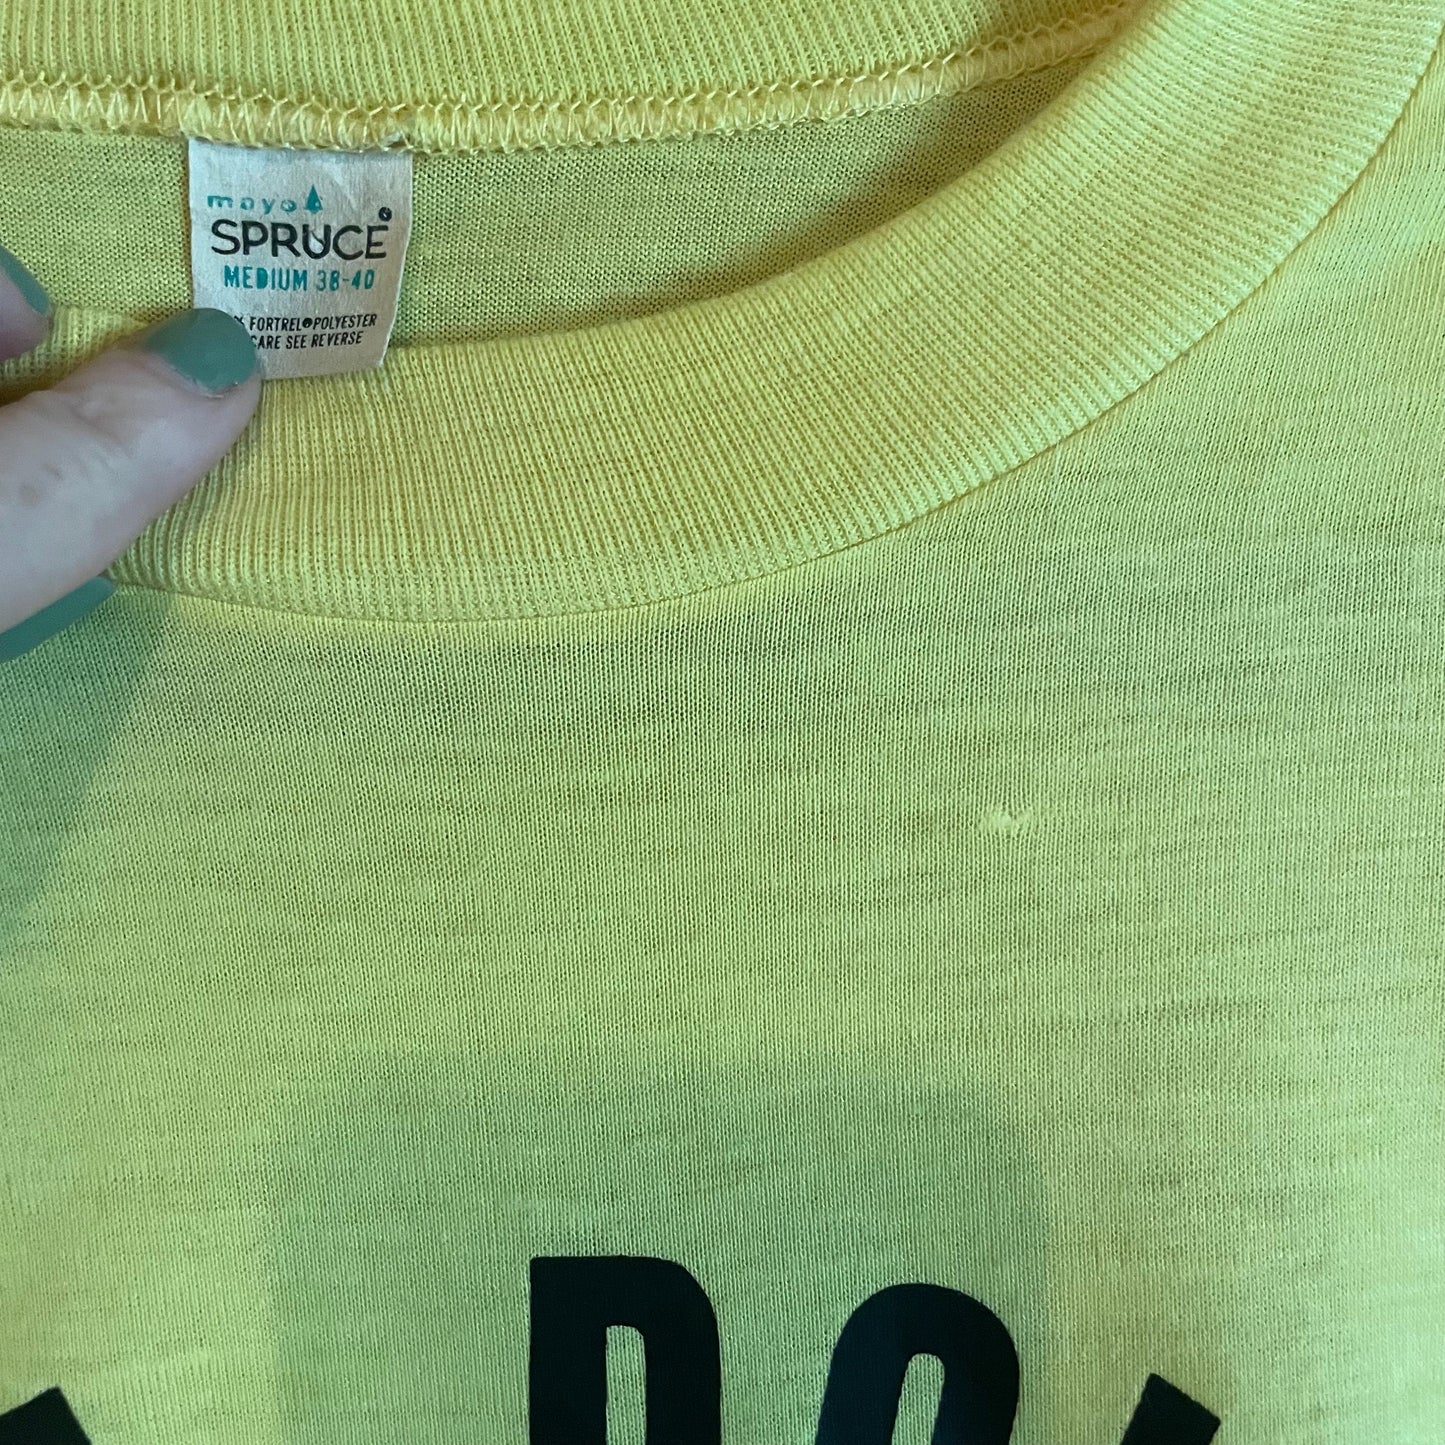 mayo
SPRUCE
MEDIUM 38-40
% FORTREL® POLYESTER
CARE SEE REVERSE